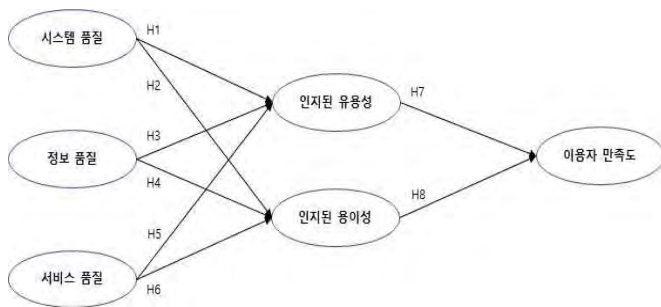 시스템 품질
H1
H2
인지된 유용성
H7
H3
정보 품질
이용자 만족도
H4
H8
인지된 용이성
H5
서비스 품질
H6